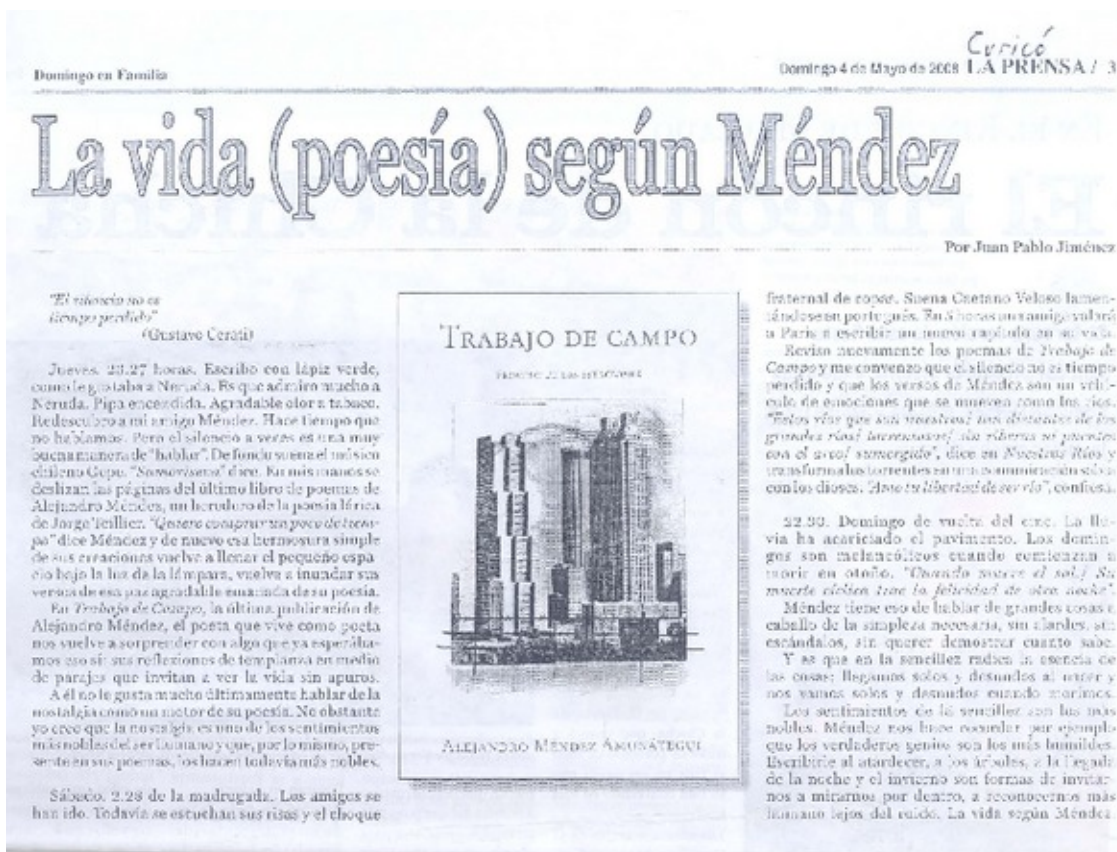 Curicó
Domingo en Familia
Domingo 4 de Mayo de 2008 LA PRENSA / 3
La vida (poesía) según Méndez
Por Juan Pablo Jiménez
"El silencio no es
tiempo perdido"
(Gustavo Cerati)
Jueves. 23.27 horas. Escribo con lápiz verde,
como le gustaba a Neruda. Es que admiro mucho a
Neruda. Pipa encendida. Agradable olor a tabaco.
Redescubro a mi amigo Méndez. Hace tiempo que
no hablamos. Pero el silencio a veces es una muy
buena manera de "hablar". De fondo suena el músico
chileno Gepe. dice. En mis manos se
deslizan las páginas del último libro de poemas de
Alejandro Méndez, un heredero de la poesía lárica
de Jorge Teillier. "Quiero comprar un poco de tiem-
po" dice Méndez y de nuevo esa hermosura simple
de sus creaciones vuelve a llenar el pequeño espa-
cio bajo la luz de la lámpara, vuelve a inundar sus
versos de esa paz agradable emanada de su poesía.
En Trabajo de Campo, la última publicación de
Alejandro Méndez, el poeta que vive como poeta
nos vuelve a sorprender con algo que ya esperába-
mos eso sí: sus reflexiones de templanza en medio
de parajes que invitan a ver la vida sin apuros.
A él no le gusta mucho últimamente hablar de la
nostalgia como un motor de su poesía. No obstante
yo creo que la nostalgia es uno de los sentimientos
más nobles del ser humano y que, por lo mismo, pre-
sente en sus poemas, los hacen todavía más nobles.
Sábado. 2.28 de la madrugada. Los amigos se
han ido. Todavía se escuchan sus risas y el choque
TRABAJO DE CAMPO
ALEJANDRO MÉNDEZ AMUNÁTEGUI
fraternal de copas. Suena Caetano Veloso lamen-
tándose en portugués. En 8 horas una amiga volará
a París a escribir un nuevo capítulo en su vida.
Reviso nuevamente los poemas de Trabajo de
Campo y me convenzo que el silencio no es tiempo
perdido y que los versos de Méndez son un vehí-
culo de emociones que se mueven como los ríos.
"Estos ríos que son nuestros/ tan distantes de los
grandes ríos/ torrentosos/ sin riberas ni puentes
con el arco/ sumergido", dice en Nuestros Ríos y
transforma los torrentes en una comunicación
con los dioses. "Amo tu libertad de ser río", confiesa.
22.30. Domingo de vuelta del cine. La llu-
via ha acariciado el pavimento. Los domin-
gos son melancólicos cuando comienzan a
morir en otoño. "Cuando muere el sol./ Su
muerte cíclica trae la felicidad de otra noche".
Méndez tiene eso de hablar de grandes cosas a
caballo de la simpleza necesaria, sin alardes, sin
escándalos, sin querer demostrar cuanto sabe.
Y es que en la sencillez radica la esencia de
las cosas: llegamos solos y desnudos al nacer y
nos vamos solos y desnudos cuando morimos.
Los sentimientos de la sencillez son los más
nobles. Méndez nos hace recordar por ejemplo
que los verdaderos genios son los más humildes.
Escribirle al atardecer, a los árboles, a la llegada
de la noche y el invierno son formas de invitar-
nos a mirarnos por dentro, a reconocernos más
humano lejos del ruido. La vida según Méndez.